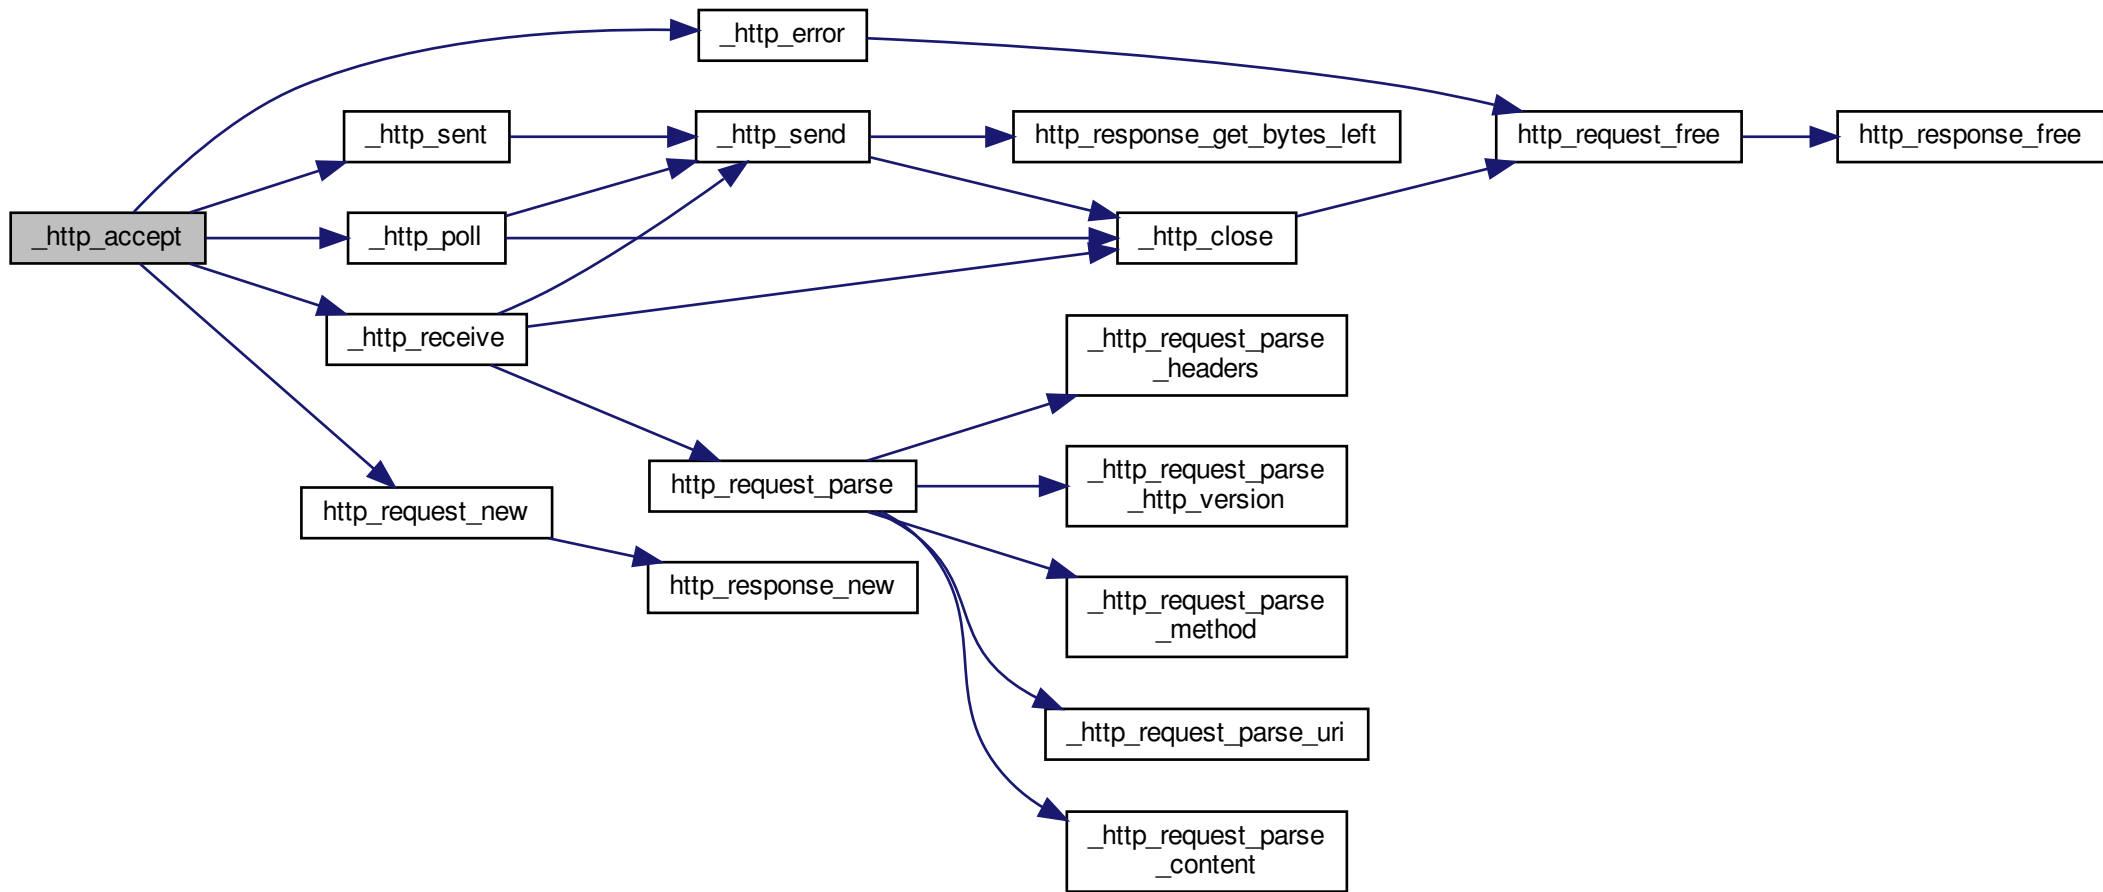 _http_error
_http_sent
_http_send
http_response_get_bytes_left
http_request_free
http_response_free
_http_accept
_http_poll
_http_close
_http_receive
_http_request_parse
_headers
http_request_parse
_http_request_parse
_http_version
http_request_new
http_response_new
_http_request_parse
_method
_http_request_parse_uri
_http_request_parse
_content